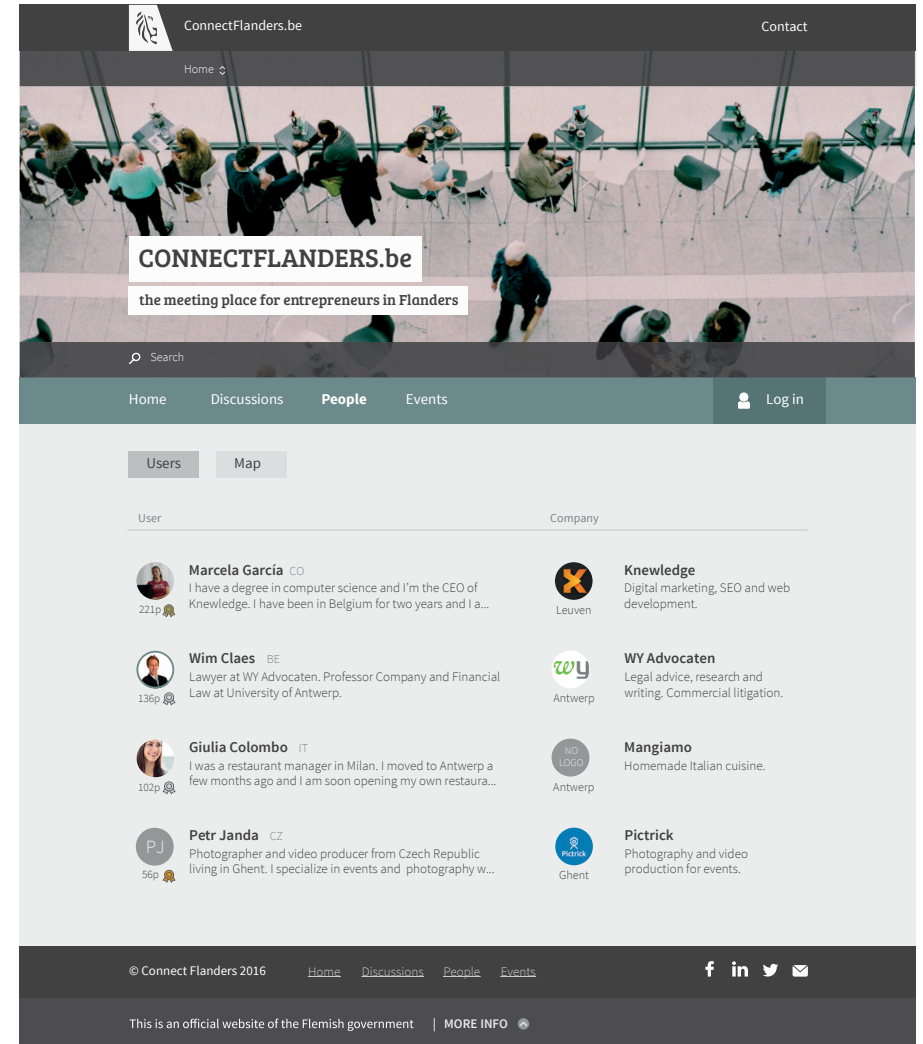 ConnectFlanders.be
Contact
Home
CONNECTFLANDERS.be
the meeting place for entrepreneurs in Flanders
Search
Home Discussions People Events Log in
Users Map
User Company
Marcela García CO
I have a degree in computer science and I'm the CEO of
Knewledge. I have been in Belgium for two years and I a...
221p
Leuven
Knewledge
Digital marketing, SEO and web
development.
Wim Claes BE
Lawyer at WY Advocaten. Professor Company and Financial
Law at University of Antwerp.
136p
wy
Antwerp
WY Advocaten
Legal advice, research and
writing. Commercial litigation.
Giulia Colombo IT
I was a restaurant manager in Milan. I moved to Antwerp a
few months ago and I am soon opening my own restaura...
102p
NO
LOGO
Antwerp
Mangiamo
Homemade Italian cuisine.
PJ
Petr Janda CZ
Photographer and video producer from Czech Republic
living in Ghent. I specialize in events and photography w...
56p
Pictrick
Ghent
Pictrick
Photography and video
production for events.
© Connect Flanders 2016 Home Discussions People Events
This is an official website of the Flemish government | MORE INFO